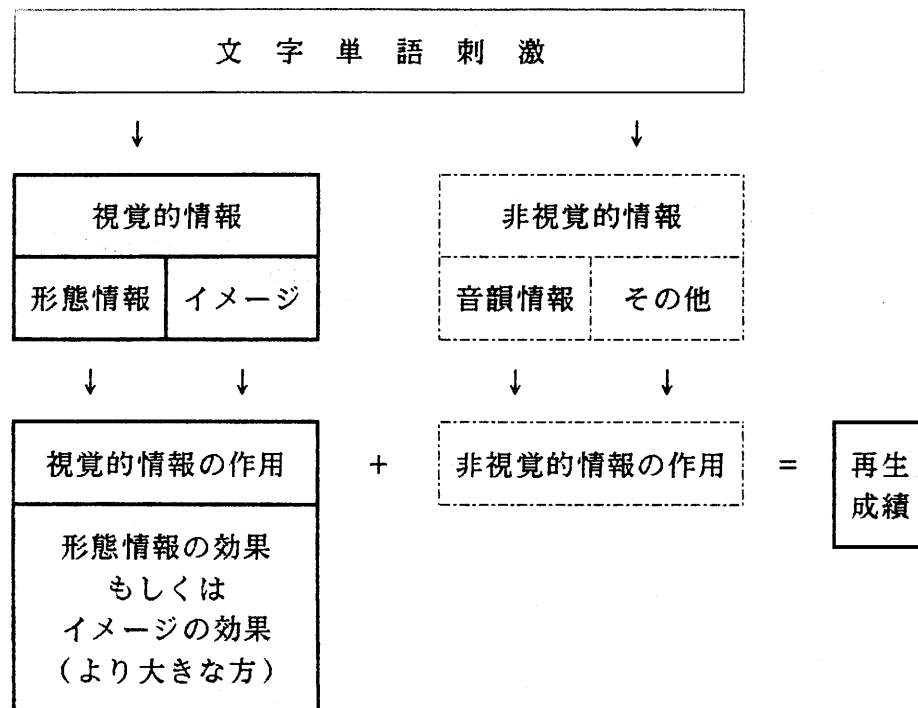 文字単語刺激
↓ ↓
視覚的情報
形態情報 イメージ
非視覚的情報
音韻情報 その他
↓ ↓ ↓ ↓
視覚的情報の作用
形態情報の効果
もしくは
イメージの効果
(より大きな方)
+
非視覚的情報の作用
=
再生
成績